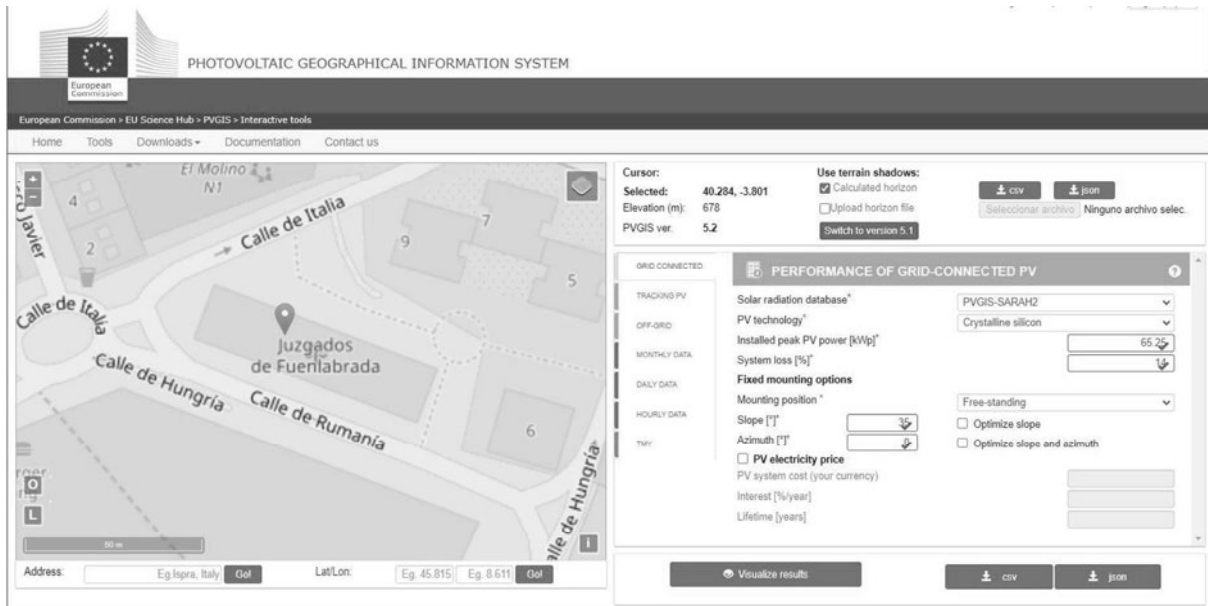 European
Commission
PHOTOVOLTAIC GEOGRAPHICAL INFORMATION SYSTEM
European Commission > EU Science Hub > PVGIS > Interactive tools
Home Tools Downloads Documentation Contact us
+
−
El Molino
N1
4
2
Calle de Italia
9
7
5
Calle de Italia
Javier
Juzgados
de Fuenlabrada
Calle de Hungría
Calle de Rumanía
6
Calle de Hungría
O
L
50 m
i
Address: Eg.Ispra, Italy Go! Lat/Lon: Eg. 45.815 Eg. 8.611 Go!
Cursor:
Selected: 40.284, -3.801
Elevation (m): 678
PVGIS ver. 5.2
Use terrain shadows:
Calculated horizon
Upload horizon file
Switch to version 5.1
csv json
Seleccionar archivo Ninguno archivo selec.
GRID CONNECTED
TRACKING PV
OFF-GRID
MONTHLY DATA
DAILY DATA
HOURLY DATA
TMY
PERFORMANCE OF GRID-CONNECTED PV ?
Solar radiation database* PVGIS-SARAH2
PV technology* Crystalline silicon
Installed peak PV power [kWp]* 65.25
System loss [%]* 14
Fixed mounting options
Mounting position * Free-standing
Slope [°]* 35 Optimize slope
Azimuth [°]* 0 Optimize slope and azimuth
PV electricity price
PV system cost (your currency)
Interest [%/year]
Lifetime [years]
Visualize results csv json